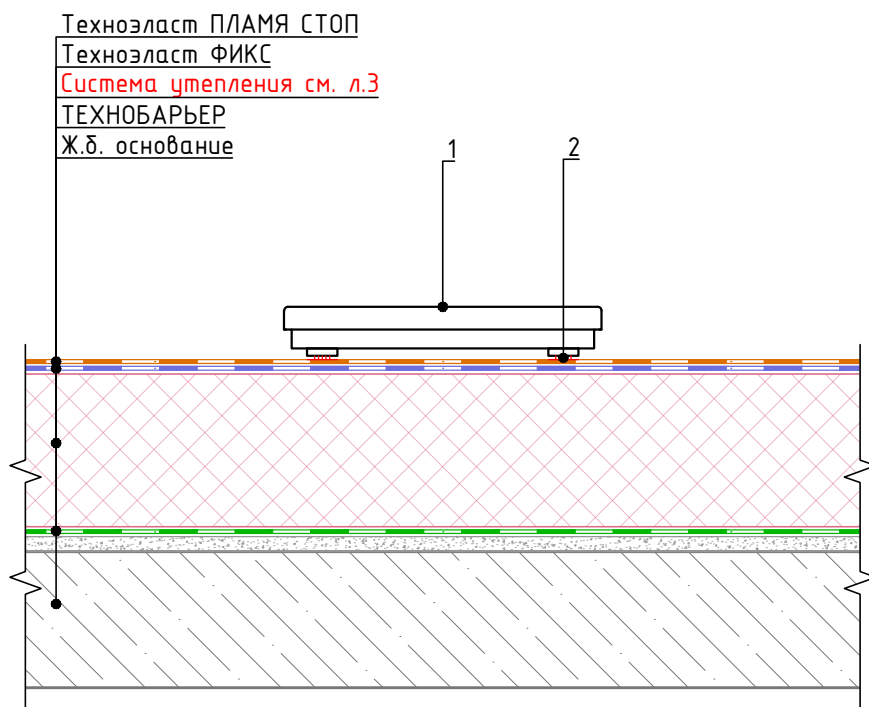 Техноэласт ПЛАМЯ СТОП
Техноэласт ФИКС
Система утепления см. л.3
ТЕХНОБАРЬЕР
Ж.б. основание
1
2